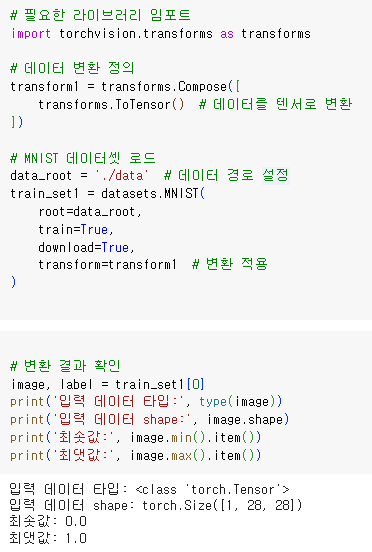 # 필요한 라이브러리 임포트
import torchvision.transforms as transforms
# 데이터 변환 정의
transform1 = transforms.Compose([
    transforms.ToTensor()  # 데이터를 텐서로 변환
])
# MNIST 데이터셋 로드
data_root = './data'  # 데이터 경로 설정
train_set1 = datasets.MNIST(
    root=data_root,
    train=True,
    download=True,
    transform=transform1  # 변환 적용
)
# 변환 결과 확인
image, label = train_set1[0]
print('입력 데이터 타입:', type(image))
print('입력 데이터 shape:', image.shape)
print('최솟값:', image.min().item())
print('최댓값:', image.max().item())
입력 데이터 타입: <class 'torch.Tensor'>
입력 데이터 shape: torch.Size([1, 28, 28])
최솟값: 0.0
최댓값: 1.0